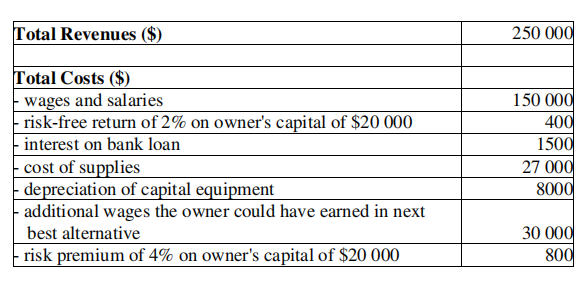 Total Revenues ($) 250 000
Total Costs ($)
- wages and salaries 150 000
- risk-free return of 2% on owner's capital of $20 000 400
- interest on bank loan 1500
- cost of supplies 27 000
- depreciation of capital equipment 8000
- additional wages the owner could have earned in next
best alternative 30 000
- risk premium of 4% on owner's capital of $20 000 800